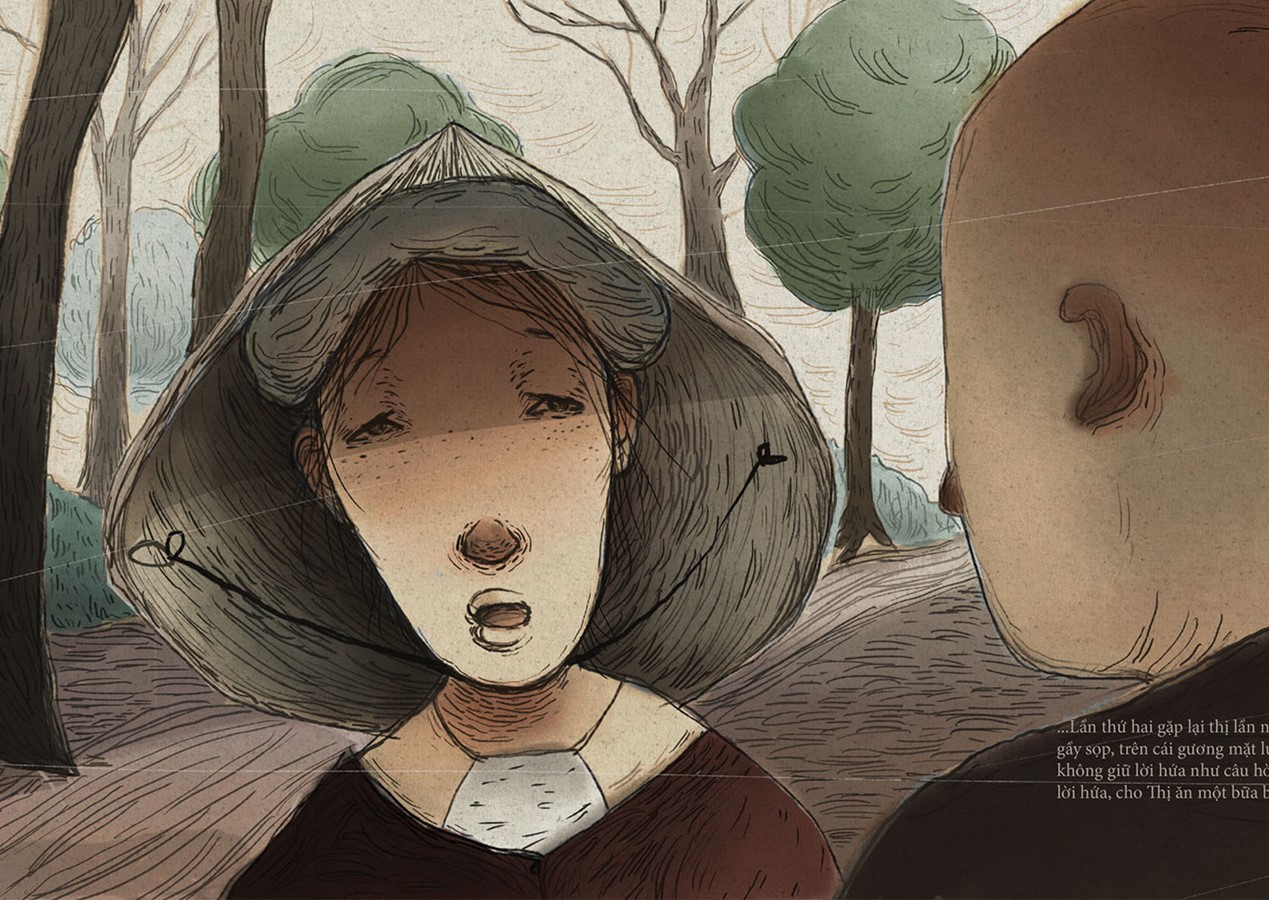 ...Lần thứ hai gặp lại thị lần
gầy sọp, trên cái gương mặt
không giữ lời hứa như câu
lời hứa, cho Thị ăn một bữa